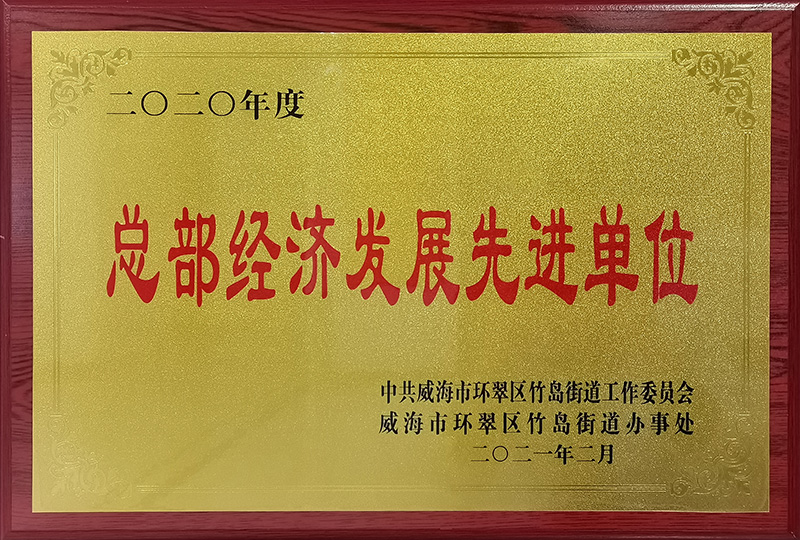 二〇二〇年度
总部经济发展先进单位
中共威海市环翠区竹岛街道工作委员会
威海市环翠区竹岛街道办事处
二〇二一年二月